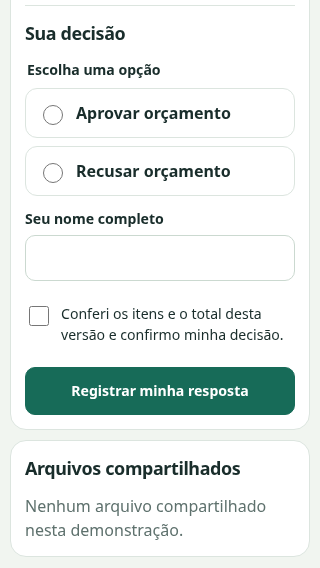 Sua decisão
Escolha uma opção
Aprovar orçamento
Recusar orçamento
Seu nome completo
Conferi os itens e o total desta
versão e confirmo minha decisão.
Registrar minha resposta
Arquivos compartilhados
Nenhum arquivo compartilhado
nesta demonstração.